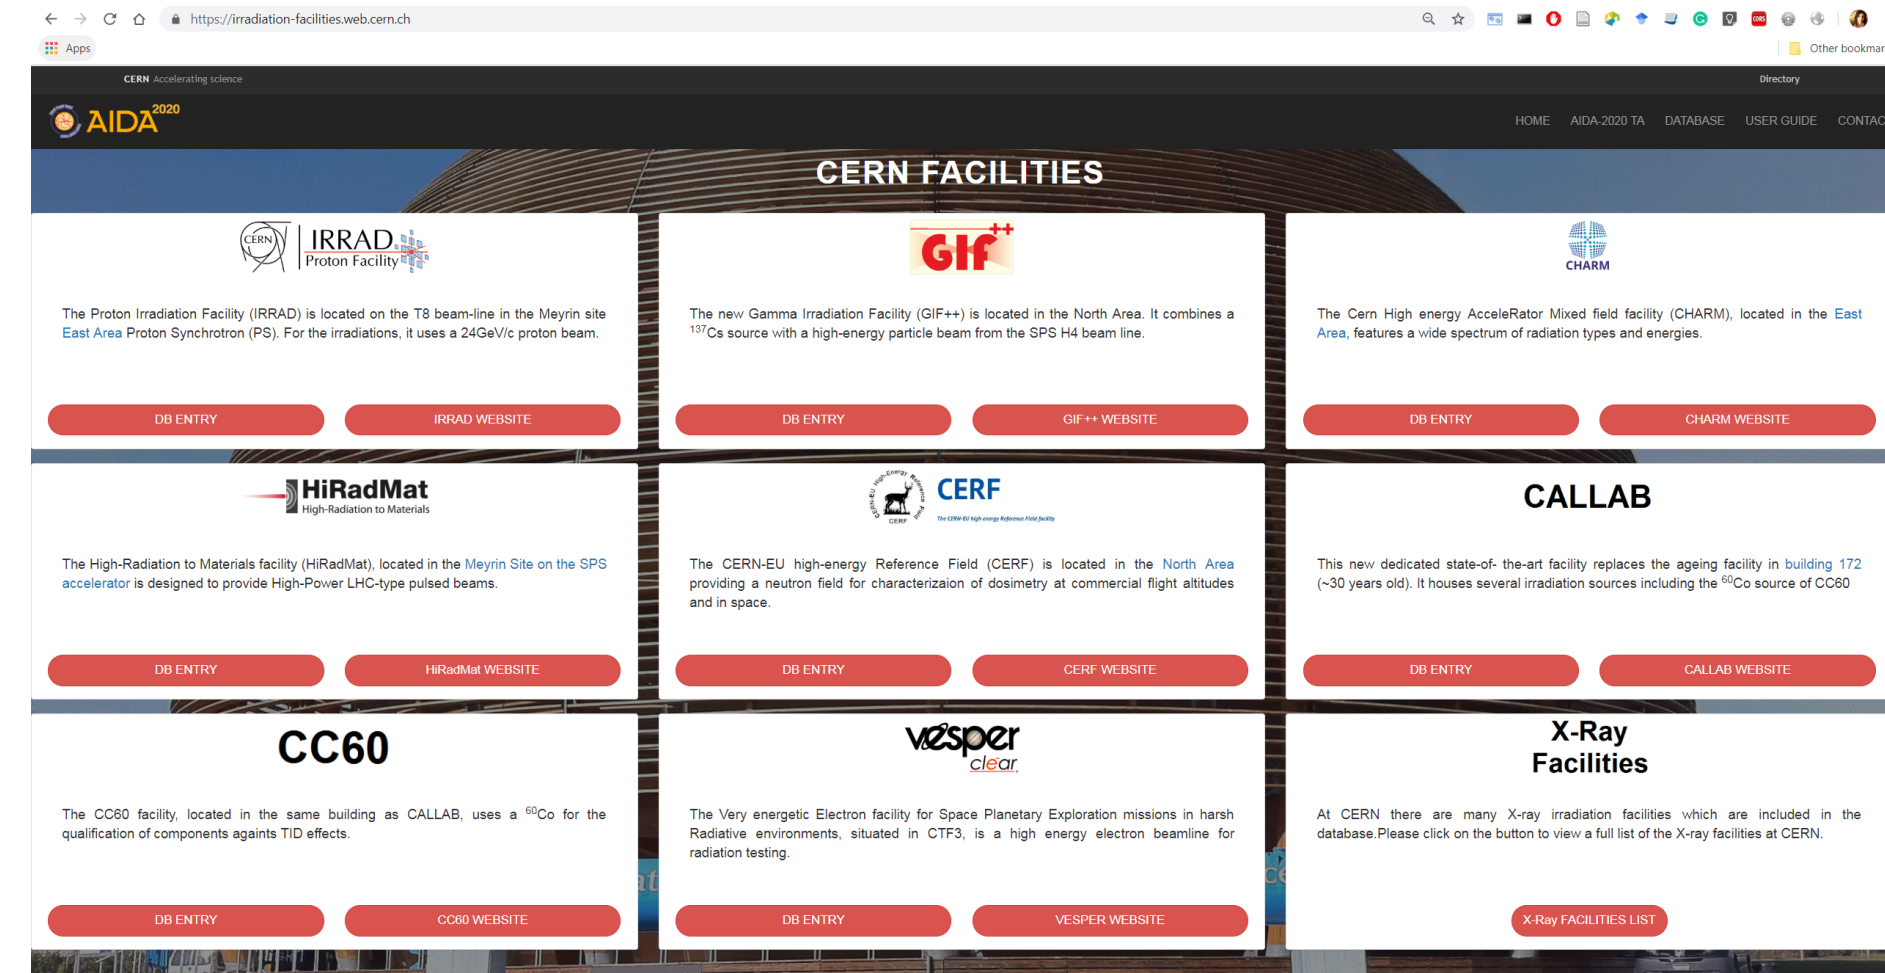 https://irradiation-facilities.web.cern.ch
Apps
Other bookmar
CERN Accelerating science
Directory
AIDA2020
HOME AIDA-2020 TA DATABASE USER GUIDE CONTAC
CERN FACILITIES
CERN
IRRAD
Proton Facility
The Proton Irradiation Facility (IRRAD) is located on the T8 beam-line in the Meyrin site
East Area Proton Synchrotron (PS). For the irradiations, it uses a 24GeV/c proton beam.
DB ENTRY
IRRAD WEBSITE
GIF++
The new Gamma Irradiation Facility (GIF++) is located in the North Area. It combines a
137Cs source with a high-energy particle beam from the SPS H4 beam line.
DB ENTRY
GIF++ WEBSITE
CHARM
The Cern High energy AcceleRator Mixed field facility (CHARM), located in the East
Area, features a wide spectrum of radiation types and energies.
DB ENTRY
CHARM WEBSITE
HiRadMat
High-Radiation to Materials
The High-Radiation to Materials facility (HiRadMat), located in the Meyrin Site on the SPS
accelerator is designed to provide High-Power LHC-type pulsed beams.
DB ENTRY
HiRadMat WEBSITE
CERN-EU High-Energy Reference Field
CERF
CERF
The CERN-EU high energy Reference Field facility
The CERN-EU high-energy Reference Field (CERF) is located in the North Area
providing a neutron field for characterizaion of dosimetry at commercial flight altitudes
and in space.
DB ENTRY
CERF WEBSITE
CALLAB
This new dedicated state-of- the-art facility replaces the ageing facility in building 172
(~30 years old). It houses several irradiation sources including the 60Co source of CC60
DB ENTRY
CALLAB WEBSITE
CC60
The CC60 facility, located in the same building as CALLAB, uses a 60Co for the
qualification of components againts TID effects.
DB ENTRY
CC60 WEBSITE
vesper
clear
The Very energetic Electron facility for Space Planetary Exploration missions in harsh
Radiative environments, situated in CTF3, is a high energy electron beamline for
radiation testing.
DB ENTRY
VESPER WEBSITE
X-Ray
Facilities
At CERN there are many X-ray irradiation facilities which are included in the
database.Please click on the button to view a full list of the X-ray facilities at CERN.
X-Ray FACILITIES LIST